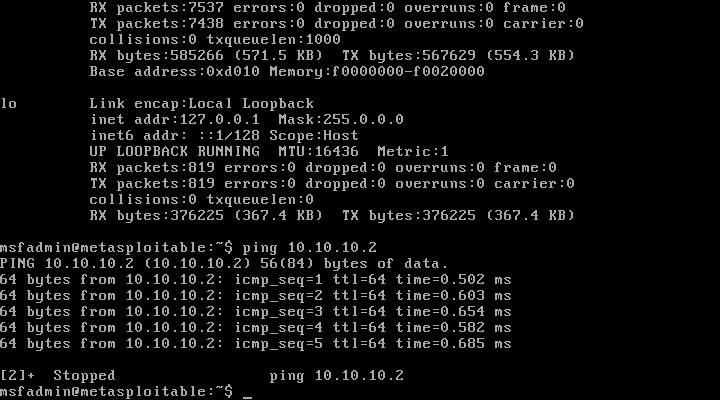 RX packets:7537 errors:0 dropped:0 overruns:0 frame:0
TX packets:7438 errors:0 dropped:0 overruns:0 carrier:0
collisions:0 txqueuelen:1000
RX bytes:585266 (571.5 KB)  TX bytes:567629 (554.3 KB)
Base address:0xd010 Memory:f0000000-f0020000
lo        Link encap:Local Loopback
inet addr:127.0.0.1  Mask:255.0.0.0
inet6 addr: ::1/128 Scope:Host
UP LOOPBACK RUNNING  MTU:16436  Metric:1
RX packets:819 errors:0 dropped:0 overruns:0 frame:0
TX packets:819 errors:0 dropped:0 overruns:0 carrier:0
collisions:0 txqueuelen:0
RX bytes:376225 (367.4 KB)  TX bytes:376225 (367.4 KB)
msfadmin@metasploitable:~$ ping 10.10.10.2
PING 10.10.10.2 (10.10.10.2) 56(84) bytes of data.
64 bytes from 10.10.10.2: icmp_seq=1 ttl=64 time=0.502 ms
64 bytes from 10.10.10.2: icmp_seq=2 ttl=64 time=0.603 ms
64 bytes from 10.10.10.2: icmp_seq=3 ttl=64 time=0.654 ms
64 bytes from 10.10.10.2: icmp_seq=4 ttl=64 time=0.582 ms
64 bytes from 10.10.10.2: icmp_seq=5 ttl=64 time=0.685 ms
[2]+  Stopped                 ping 10.10.10.2
msfadmin@metasploitable:~$ _